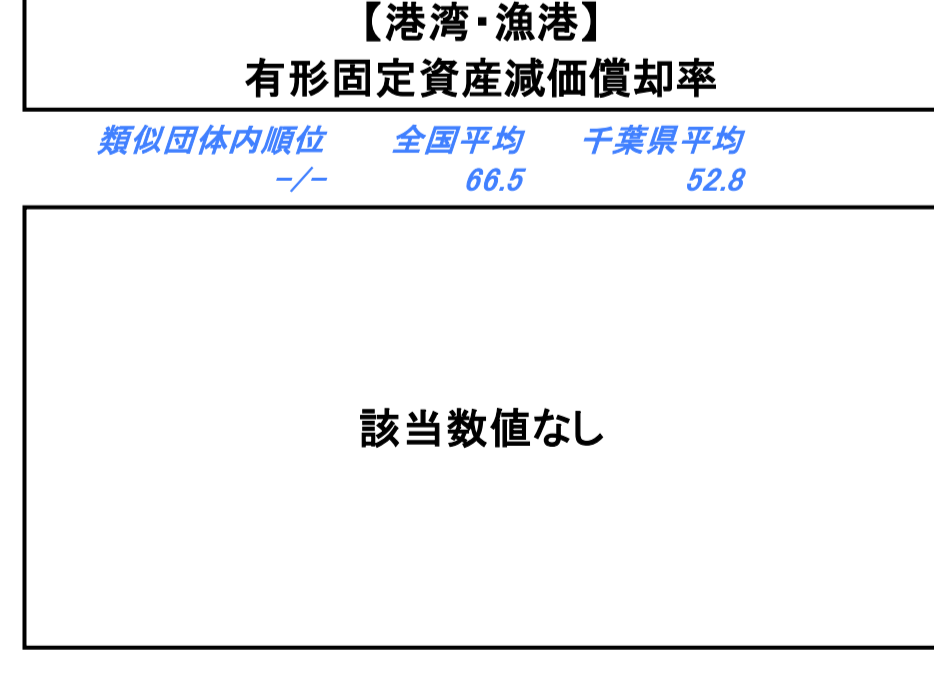 【港湾・漁港】
有形固定資産減価償却率
類似団体内順位 全国平均 千葉県平均
-/- 66.5 52.8
該当数値なし